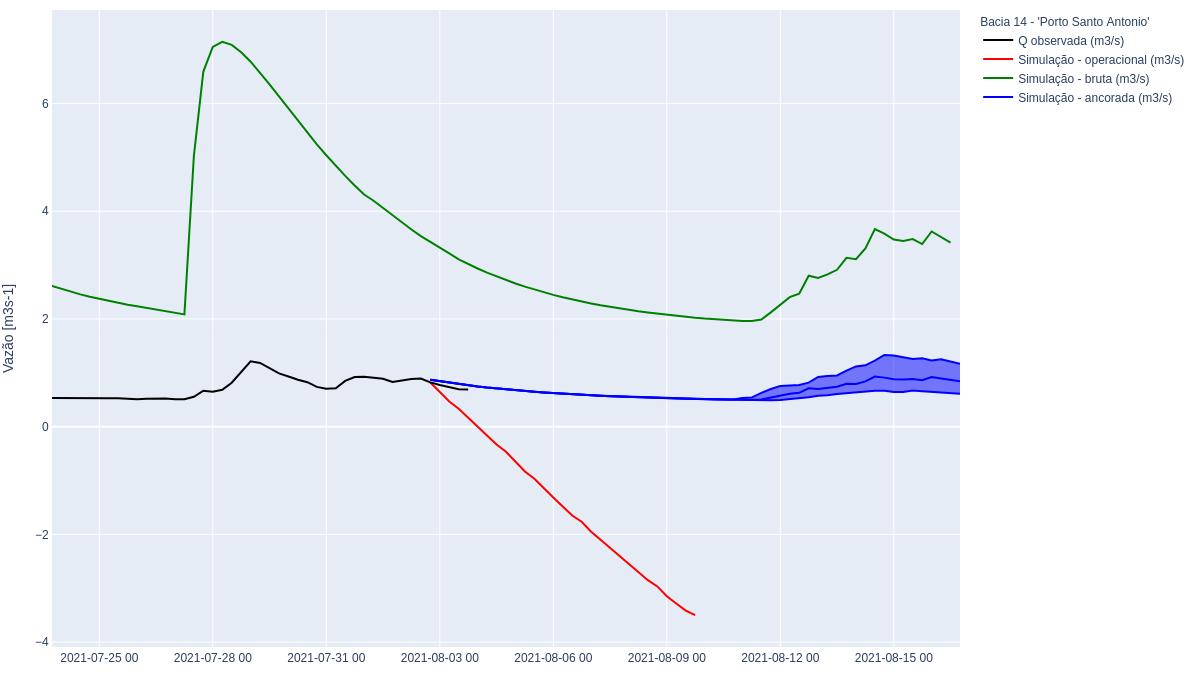 Bacia 14 - 'Porto Santo Antonio'
Q observada (m3/s)
Simulação - operacional (m3/s)
Simulação - bruta (m3/s)
Simulação - ancorada (m3/s)
Vazão [m3s-1]
6
4
2
0
−2
−4
2021-07-25 00
2021-07-28 00
2021-07-31 00
2021-08-03 00
2021-08-06 00
2021-08-09 00
2021-08-12 00
2021-08-15 00